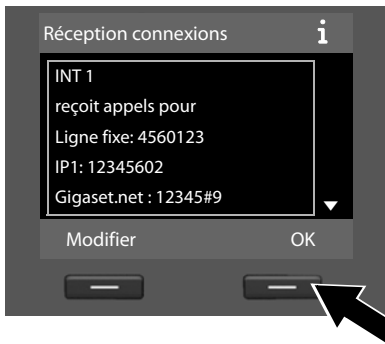 Réception connexions i
INT 1
reçoit appels pour
Ligne fixe: 4560123
IP1: 12345602
Gigaset.net : 12345#9
Modifier OK